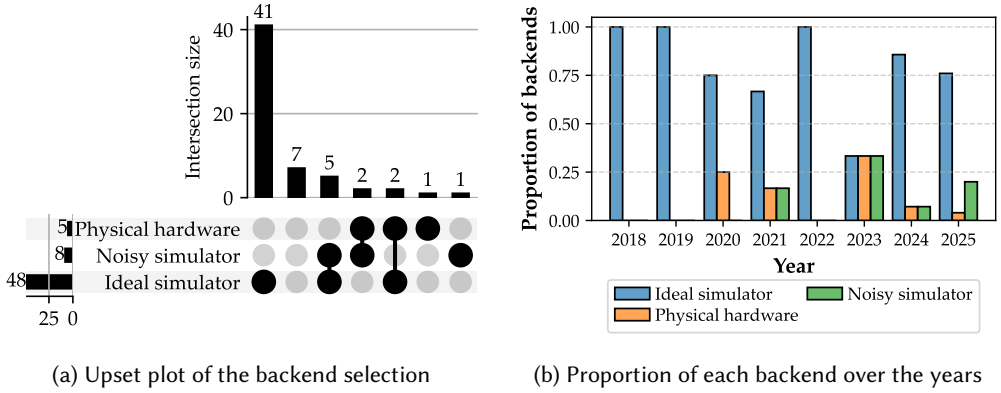 41
40
Intersection size
20
7
5
2
2
1
1
0
5 Physical hardware
8 Noisy simulator
48 Ideal simulator
25 0
(a) Upset plot of the backend selection
Proportion of backends
1.00
0.75
0.50
0.25
0.00
2018 2019 2020 2021 2022 2023 2024 2025
Year
Ideal simulator Noisy simulator
Physical hardware
(b) Proportion of each backend over the years